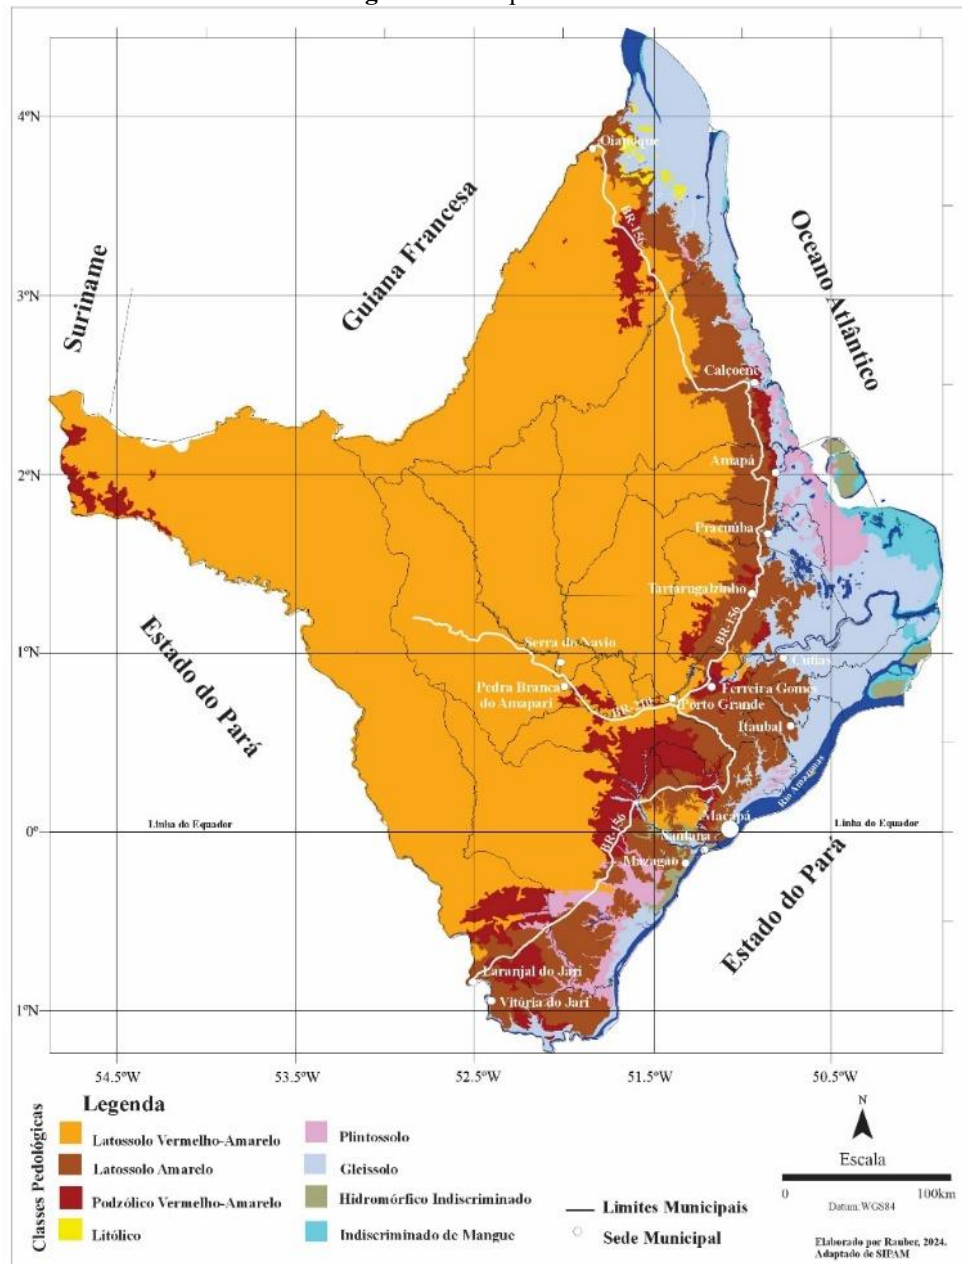 4ºN
3ºN
2ºN
1ºN
0º
1ºN
Suriname
Guiana Francesa
Oceano Atlântico
Estado do Pará
Estado do Pará
Oiapoque
BR-156
Calçoene
Amapá
Pracuúba
Tartarugalzinho
BR-156
Serra do Navio
Cutias
Pedra Branca
do Amapari
Ferreira Gomes
BR-210
Porto Grande
Itaubal
Rio Amazonas
Linha do Equador
Macapá
Linha do Equador
BR-156
Santana
Mazagão
Laranjal do Jari
Vitória do Jari
54.5ºW
53.5ºW
52.5ºW
51.5ºW
50.5ºW
Classes Pedológicas
Legenda
Latossolo Vermelho-Amarelo
Latossolo Amarelo
Podzólico Vermelho-Amarelo
Litólico
Plintossolo
Gleissolo
Hidromórfico Indiscriminado
Indiscriminado de Mangue
Limites Municipais
Sede Municipal
N
Escala
0 100km
Datum: WGS84
Elaborado por Rauber, 2024.
Adaptado de SIPAM